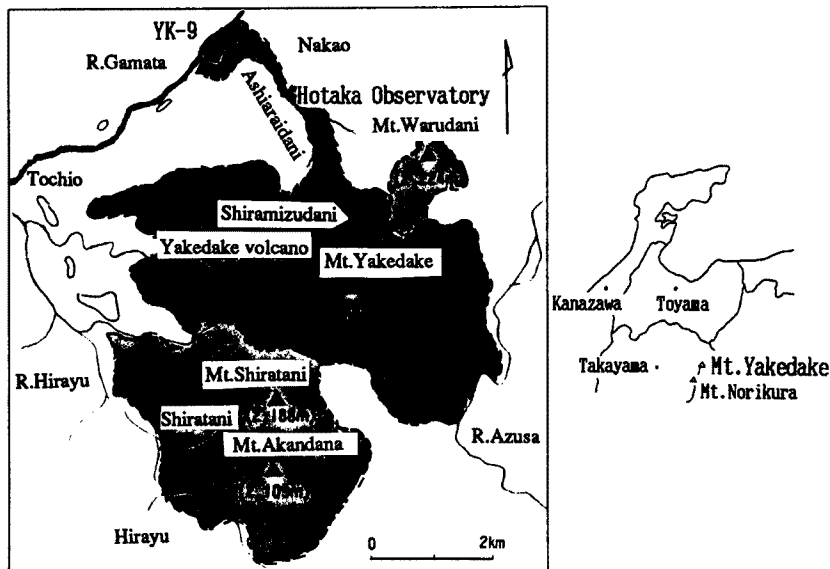 YK-9
Nakao
R.Gamata
Ashiaraidani
Hotaka Observatory
Mt.Warudani
Tochio
Shiramizudani
Yakedake volcano
Mt.Yakedake
R.Hirayu
Mt.Shiratani
Shiratani
Mt.Akandana
R.Azusa
Hirayu
0
2km
Kanazawa
Toyama
Takayama
Mt.Yakedake
Mt.Norikura